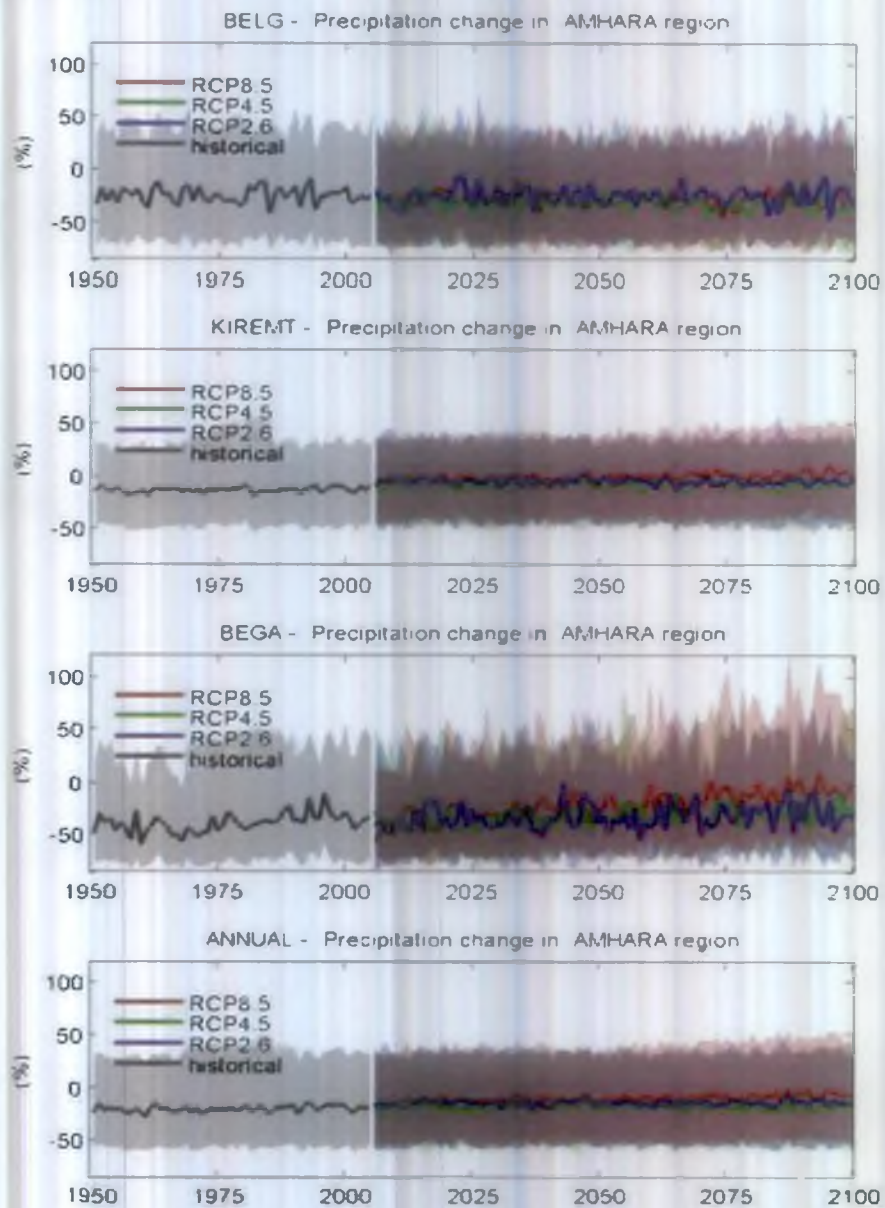 BELG - Precipitation change in AMHARA region
100
50
0
-50
(%)
RCP8.5
RCP4.5
RCP2.6
historical
1950 1975 2000 2025 2050 2075 2100
KIREMT - Precipitation change in AMHARA region
100
50
0
-50
(%)
RCP8.5
RCP4.5
RCP2.6
historical
1950 1975 2000 2025 2050 2075 2100
BEGA - Precipitation change in AMHARA region
100
50
0
-50
(%)
RCP8.5
RCP4.5
RCP2.6
historical
1950 1975 2000 2025 2050 2075 2100
ANNUAL - Precipitation change in AMHARA region
100
50
0
-50
(%)
RCP8.5
RCP4.5
RCP2.6
historical
1950 1975 2000 2025 2050 2075 2100